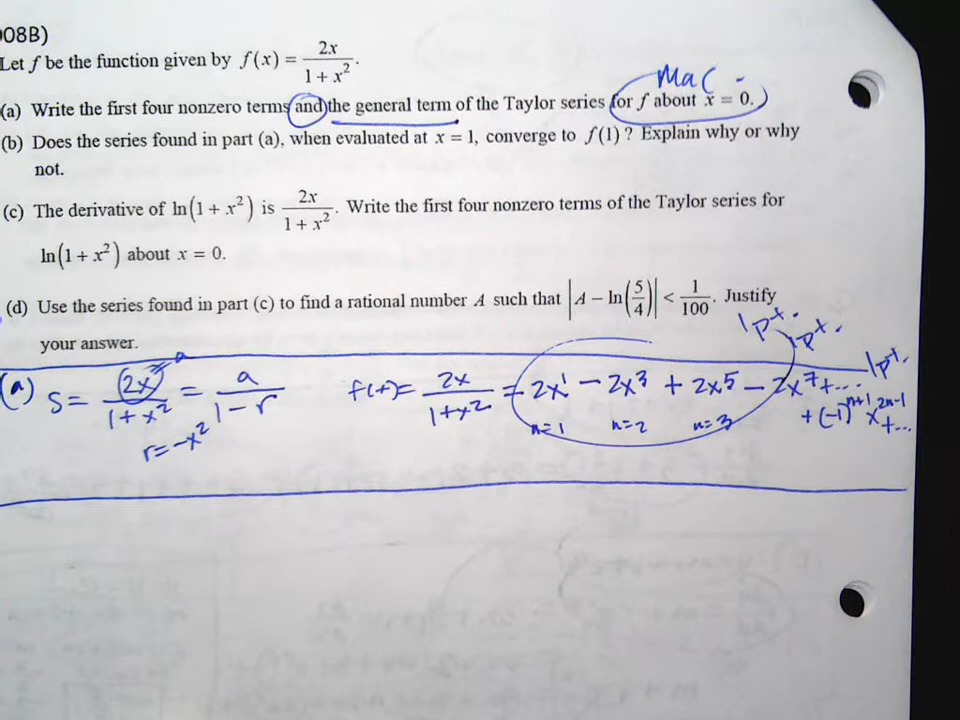 08B)
Let f be the function given by f(x) = 2x / (1 + x²).
Mac -
(a) Write the first four nonzero terms and the general term of the Taylor series for f about x = 0.
(b) Does the series found in part (a), when evaluated at x = 1, converge to f(1)? Explain why or why
not.
(c) The derivative of ln(1 + x²) is 2x / (1 + x²). Write the first four nonzero terms of the Taylor series for
ln(1 + x²) about x = 0.
(d) Use the series found in part (c) to find a rational number A such that |A − ln(5/4)| < 1/100. Justify
your answer.
1pt. 1pt. 1pt.
(a) S = (2x) = a / (1 + x²) = a / (1 − r)
f(x) = 2x / (1 + x²) = 2x¹ − 2x³ + 2x⁵ − 2x⁷ + ...
+ (-1)ⁿ⁺¹ x²ⁿ⁻¹ + ...
r = −x²
n=1 n=2 n=3